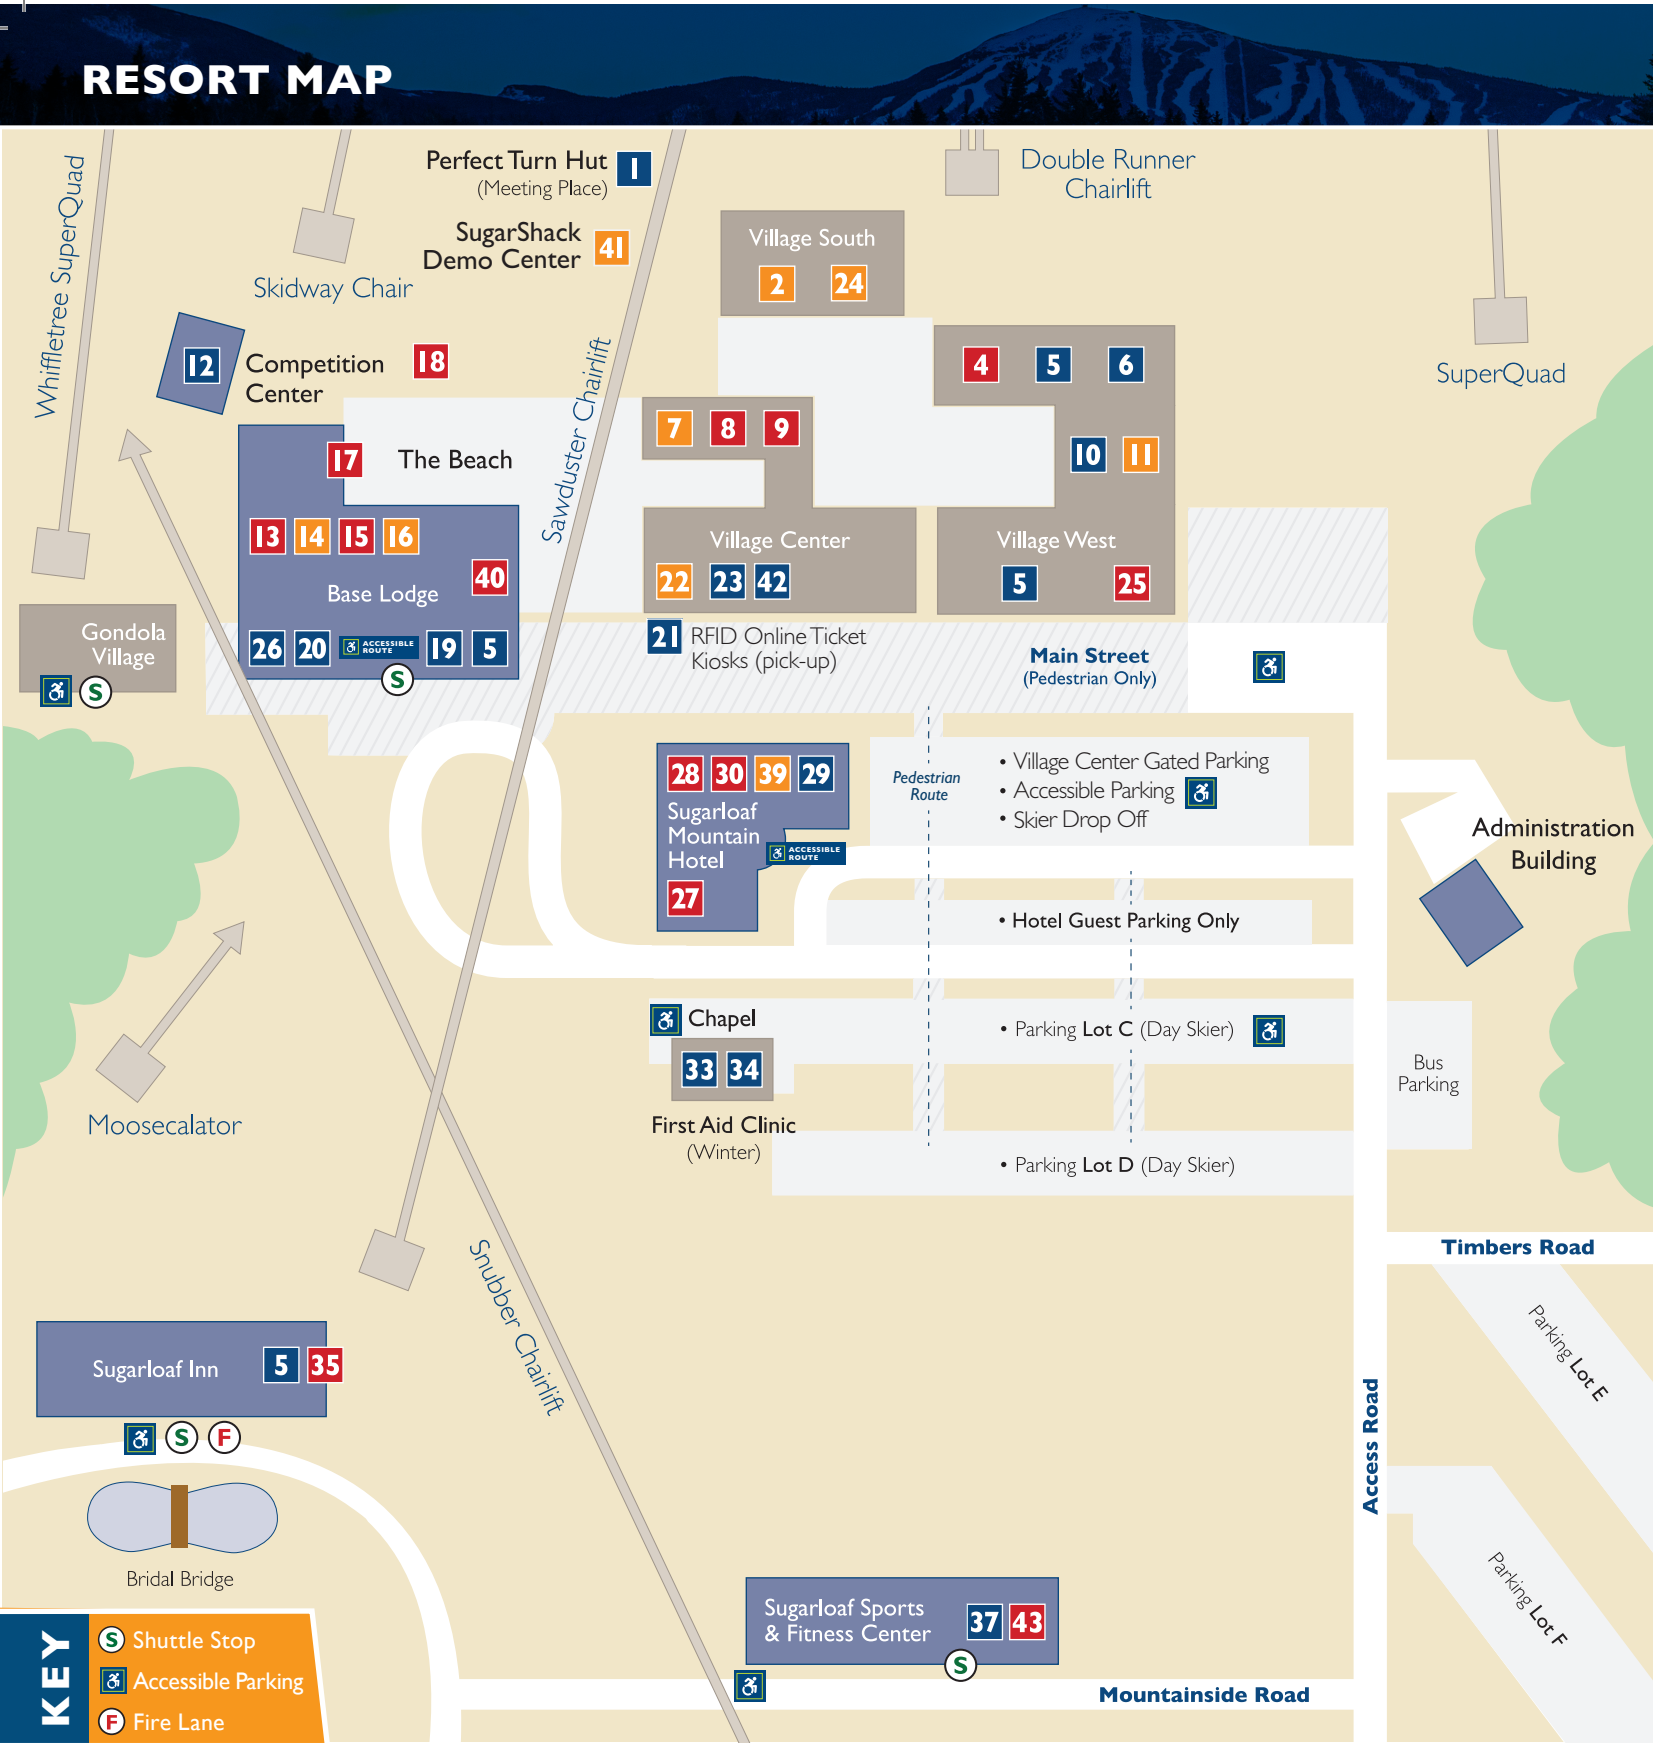 RESORT MAP
Whiffletree SuperQuad
Skidway Chair
Perfect Turn Hut
(Meeting Place)
1
SugarShack
Demo Center
41
Double Runner
Chairlift
Village South
2 24
SuperQuad
12
Competition
Center
18
Sawduster Chairlift
4 5 6
10 11
7 8 9
17
The Beach
13 14 15 16
40
Base Lodge
26 20
ACCESSIBLE
ROUTE
19 5
S
Village Center
22 23 42
Village West
5 25
Gondola
Village
S
21
RFID Online Ticket
Kiosks (pick-up)
Main Street
(Pedestrian Only)
28 30 39 29
Sugarloaf
Mountain
Hotel
ACCESSIBLE
ROUTE
27
Pedestrian
Route
• Village Center Gated Parking
• Accessible Parking
• Skier Drop Off
Administration
Building
• Hotel Guest Parking Only
Chapel
33 34
First Aid Clinic
(Winter)
• Parking Lot C (Day Skier)
Bus
Parking
• Parking Lot D (Day Skier)
Moosecalator
Snubber Chairlift
Timbers Road
Parking Lot E
Access Road
Parking Lot F
Sugarloaf Inn
5 35
S F
Bridal Bridge
Sugarloaf Sports
& Fitness Center
37 43
S
Mountainside Road
KEY
S Shuttle Stop
Accessible Parking
F Fire Lane